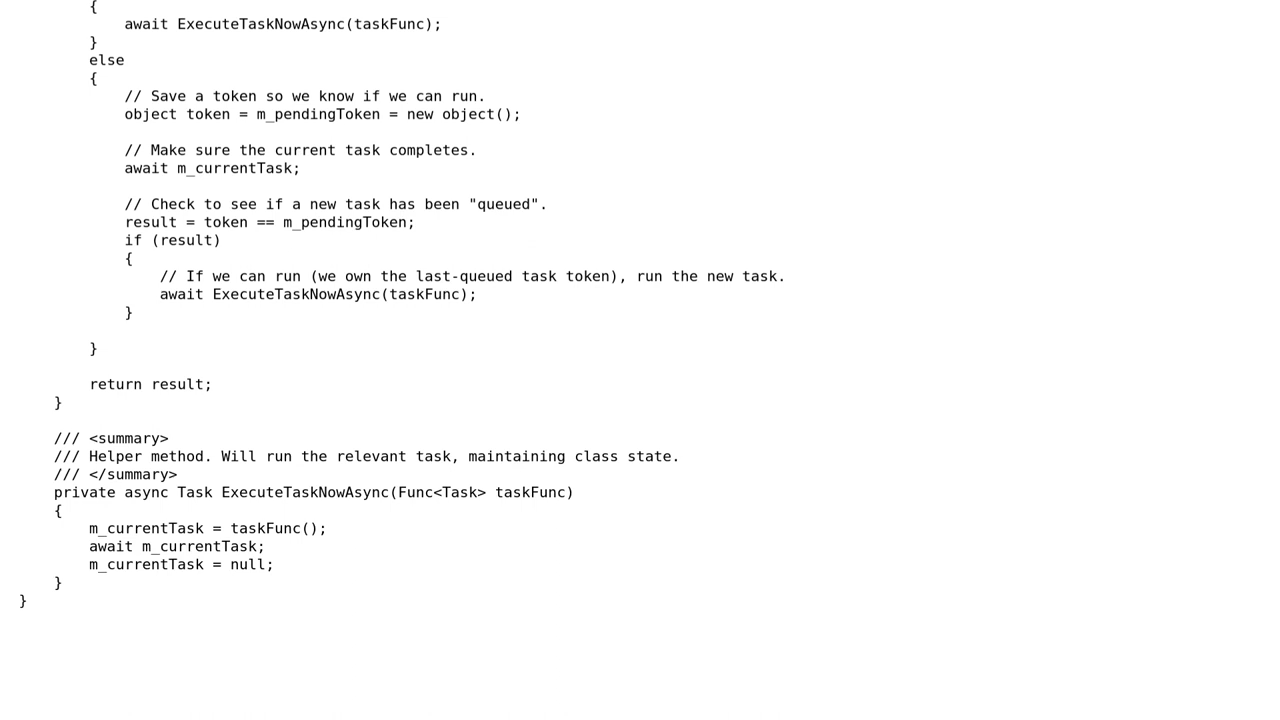 {
await ExecuteTaskNowAsync(taskFunc);
}
else
{
// Save a token so we know if we can run.
object token = m_pendingToken = new object();
// Make sure the current task completes.
await m_currentTask;
// Check to see if a new task has been "queued".
result = token == m_pendingToken;
if (result)
{
// If we can run (we own the last-queued task token), run the new task.
await ExecuteTaskNowAsync(taskFunc);
}
}
return result;
}
/// <summary>
/// Helper method. Will run the relevant task, maintaining class state.
/// </summary>
private async Task ExecuteTaskNowAsync(Func<Task> taskFunc)
{
m_currentTask = taskFunc();
await m_currentTask;
m_currentTask = null;
}
}